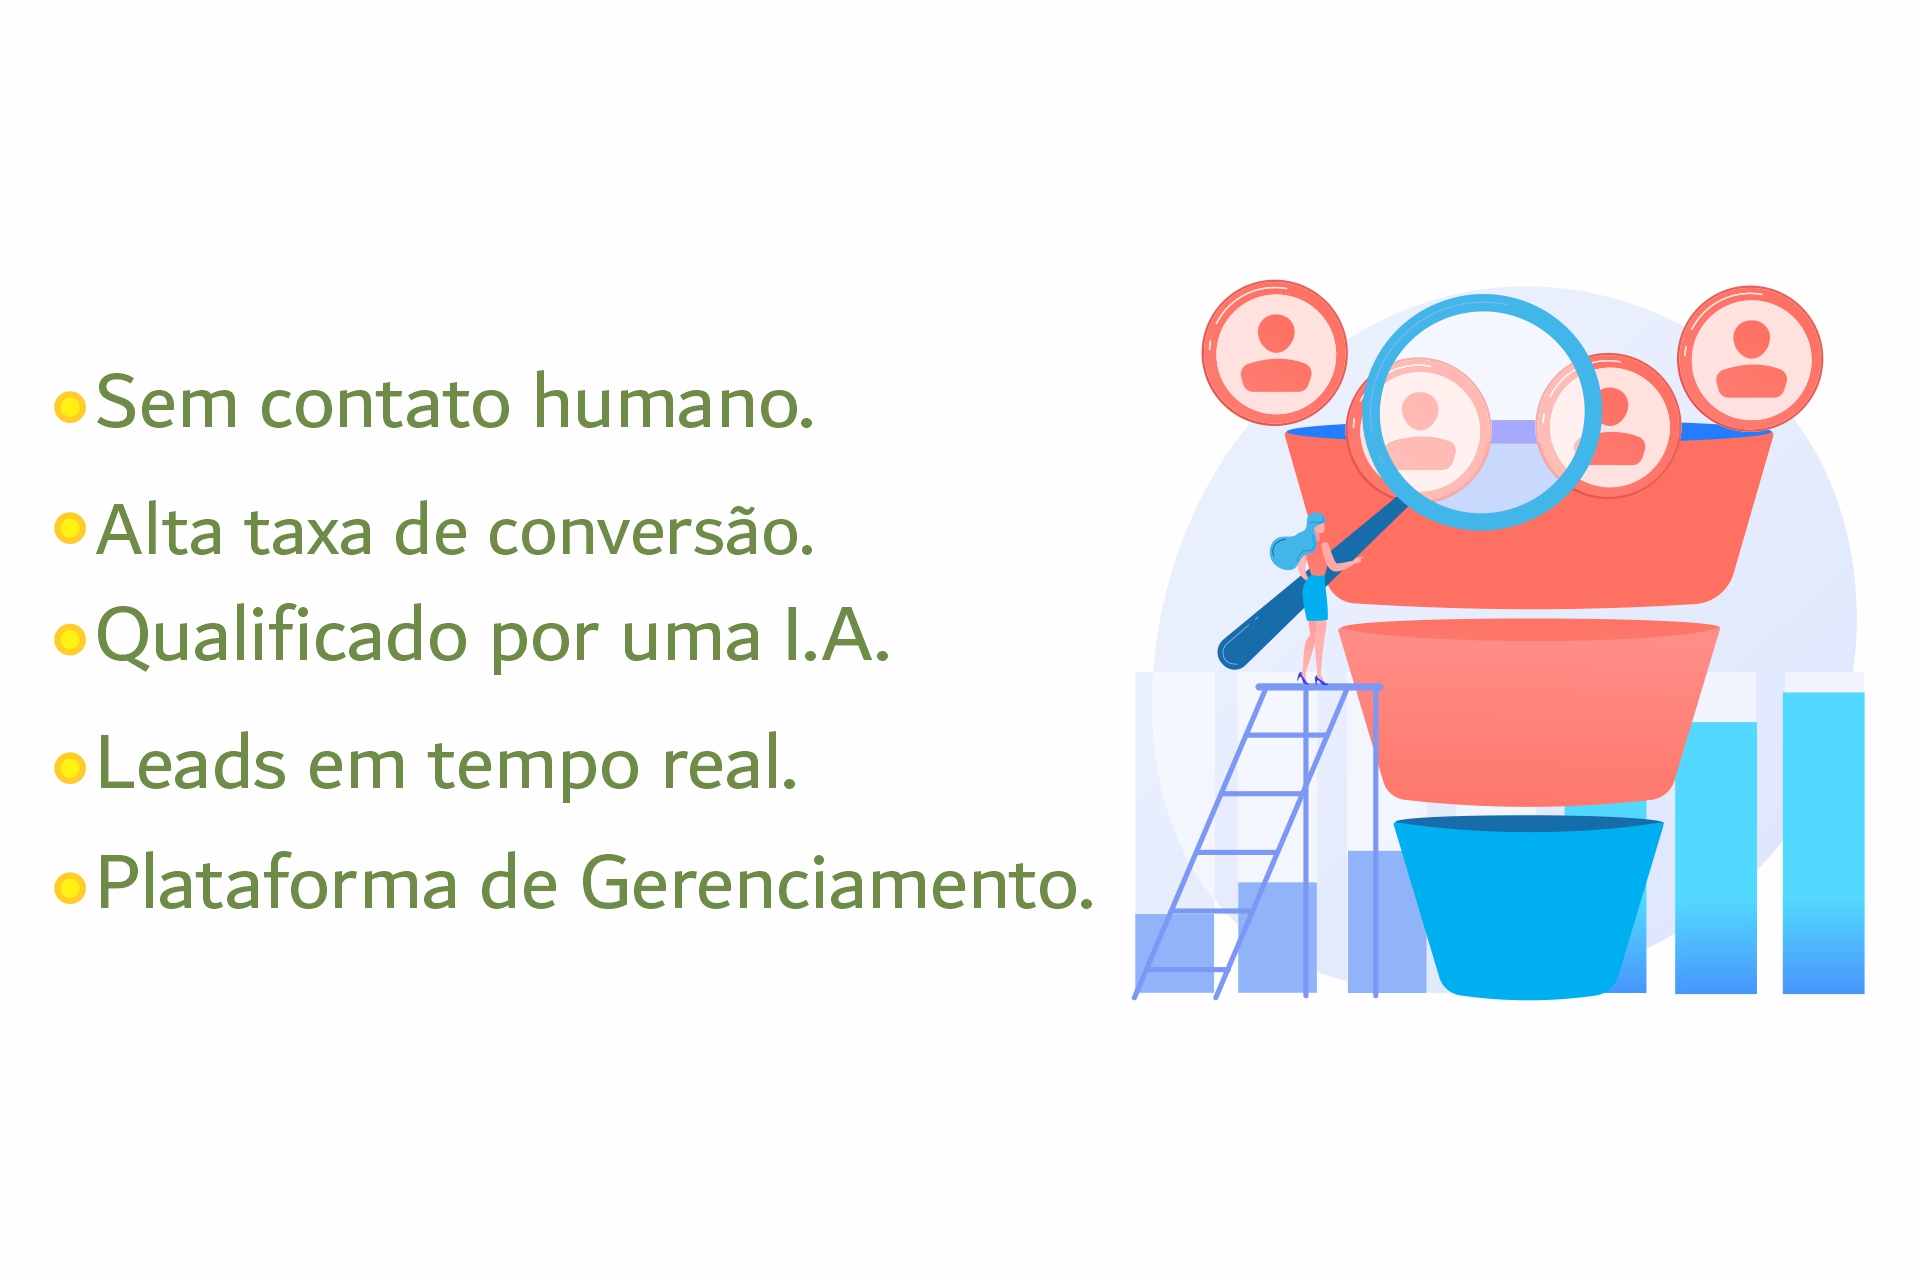 Sem contato humano.
Alta taxa de conversão.
Qualificado por uma I.A.
Leads em tempo real.
Plataforma de Gerenciamento.